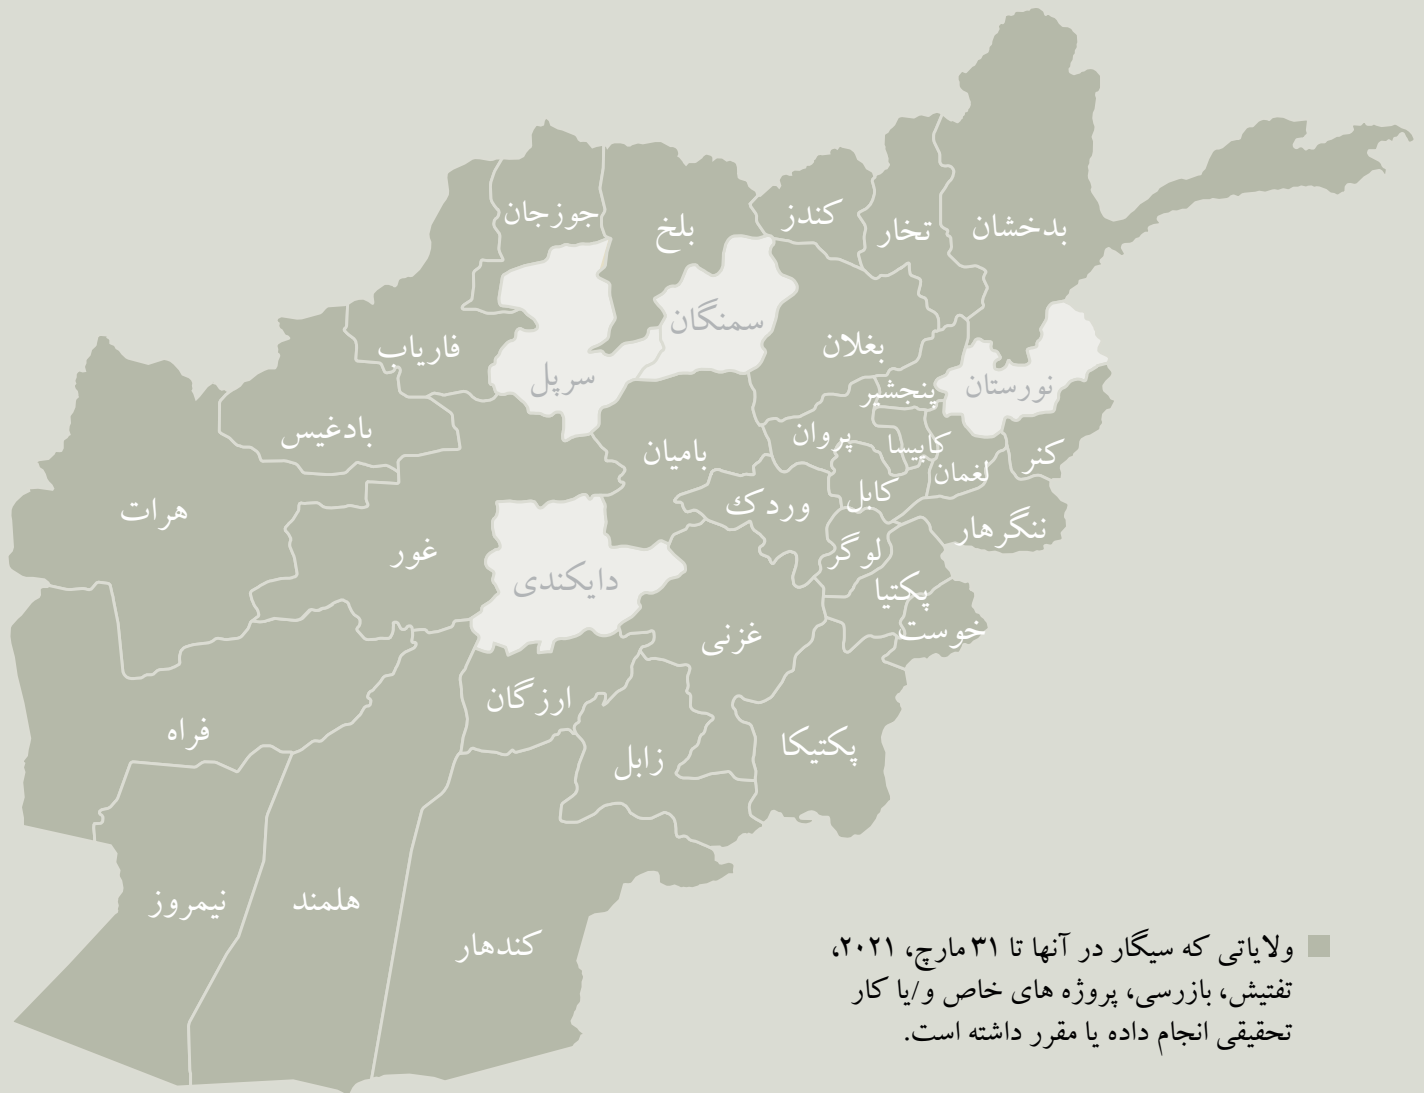 جوزجان
بلخ
کندز
تخار
بدخشان
سمنگان
فاریاب
سرپل
بغلان
پنجشیر
نورستان
بادغیس
بامیان
پروان
کاپیسا
لغمان
کنر
هرات
وردک
کابل
ننگرهار
غور
لوگر
دایکندی
پکتیا
خوست
غزنی
ارزگان
فراه
زابل
پکتیکا
نیمروز
هلمند
کندهار
ولایاتی که سیگار در آنها تا ۳۱ مارچ، ۲۰۲۱،
تفتیش، بازرسی، پروژه های خاص و/یا کار
تحقیقی انجام داده یا مقرر داشته است.